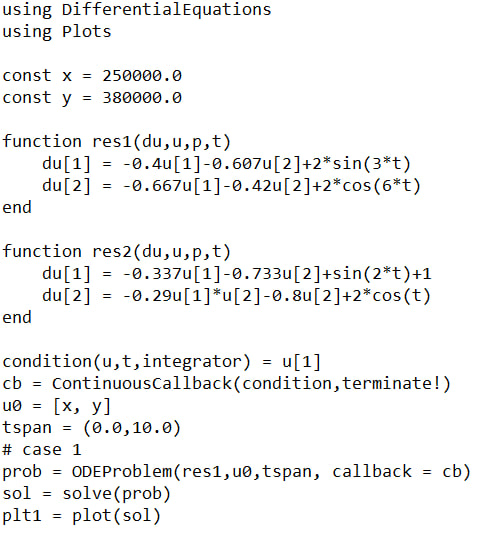 using DifferentialEquations
using Plots

const x = 250000.0
const y = 380000.0

function res1(du,u,p,t)
    du[1] = -0.4u[1]-0.607u[2]+2*sin(3*t)
    du[2] = -0.667u[1]-0.42u[2]+2*cos(6*t)
end

function res2(du,u,p,t)
    du[1] = -0.337u[1]-0.733u[2]+sin(2*t)+1
    du[2] = -0.29u[1]*u[2]-0.8u[2]+2*cos(t)
end

condition(u,t,integrator) = u[1]
cb = ContinuousCallback(condition,terminate!)
u0 = [x, y]
tspan = (0.0,10.0)
# case 1
prob = ODEProblem(res1,u0,tspan, callback = cb)
sol = solve(prob)
plt1 = plot(sol)